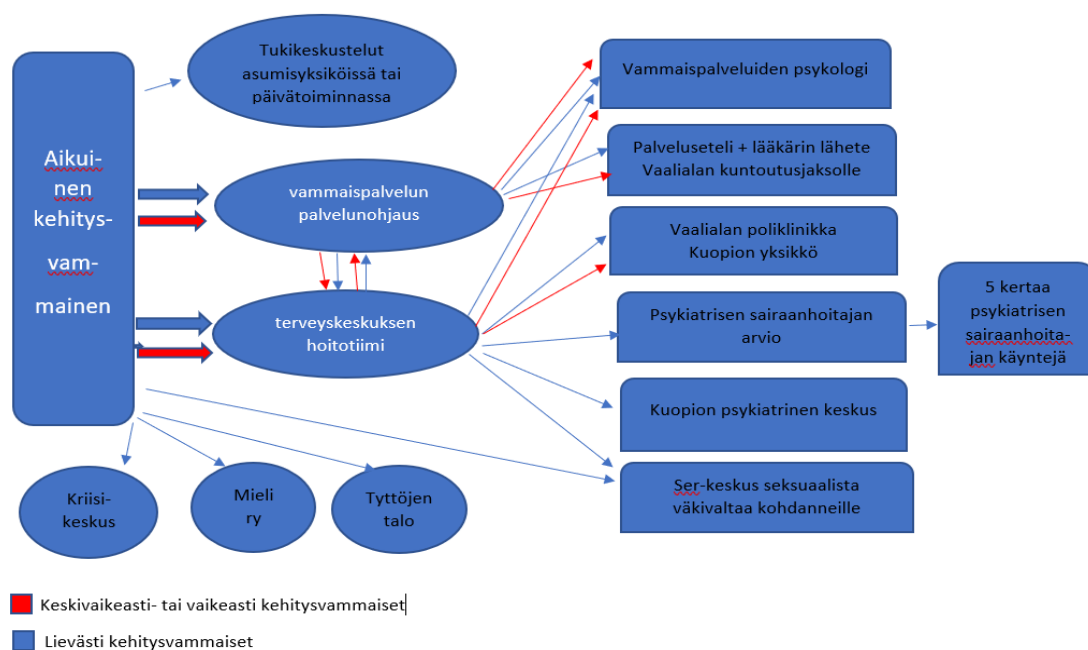 Aikui-
nen
kehitys-
vam-
mainen
Tukikeskustelut
asumisyksiköissä tai
päivätoiminnassa
vammaispalvelun
palvelunohjaus
terveyskeskuksen
hoitotiimi
Kriisi-
keskus
Mieli
ry
Tyttöjen
talo
Vammaispalveluiden psykologi
Palveluseteli + lääkärin lähete
Vaalialan kuntoutusjaksolle
Vaalialan poliklinikka
Kuopion yksikkö
Psykiatrisen sairaanhoitajan
arvio
5 kertaa
psykiatrisen
sairaanhoita-
jan käyntejä
Kuopion psykiatrinen keskus
Ser-keskus seksuaalista
väkivaltaa kohdanneille
Keskivaikeasti- tai vaikeasti kehitysvammaiset
Lievästi kehitysvammaiset